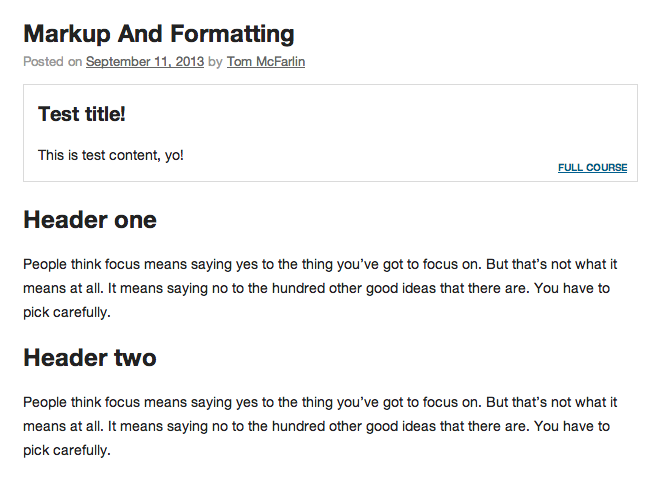 Markup And Formatting
Posted on September 11, 2013 by Tom McFarlin
Test title!
This is test content, yo!
FULL COURSE
Header one
People think focus means saying yes to the thing you’ve got to focus on. But that’s not what it
means at all. It means saying no to the hundred other good ideas that there are. You have to
pick carefully.
Header two
People think focus means saying yes to the thing you’ve got to focus on. But that’s not what it
means at all. It means saying no to the hundred other good ideas that there are. You have to
pick carefully.